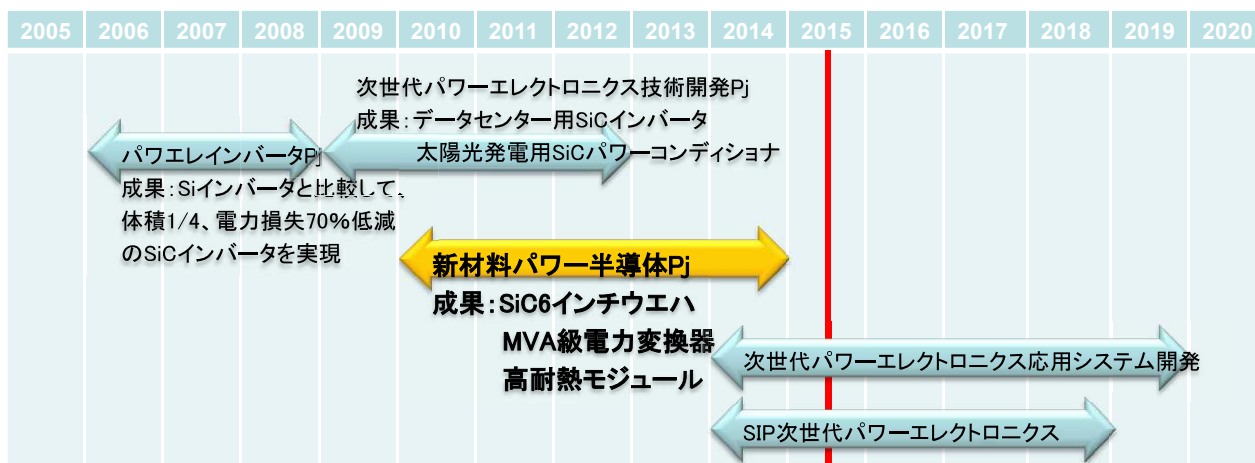 2005 2006 2007 2008 2009 2010 2011 2012 2013 2014 2015 2016 2017 2018 2019 2020
次世代パワーエレクトロニクス技術開発Pj
成果：データセンター用SiCインバータ
太陽光発電用SiCパワーコンディショナ
パワエレインバータPj
成果：Siインバータと比較して、
体積1/4、電力損失70%低減
のSiCインバータを実現
新材料パワー半導体Pj
成果：SiC6インチウエハ
MVA級電力変換器
高耐熱モジュール
次世代パワーエレクトロニクス応用システム開発
SIP次世代パワーエレクトロニクス